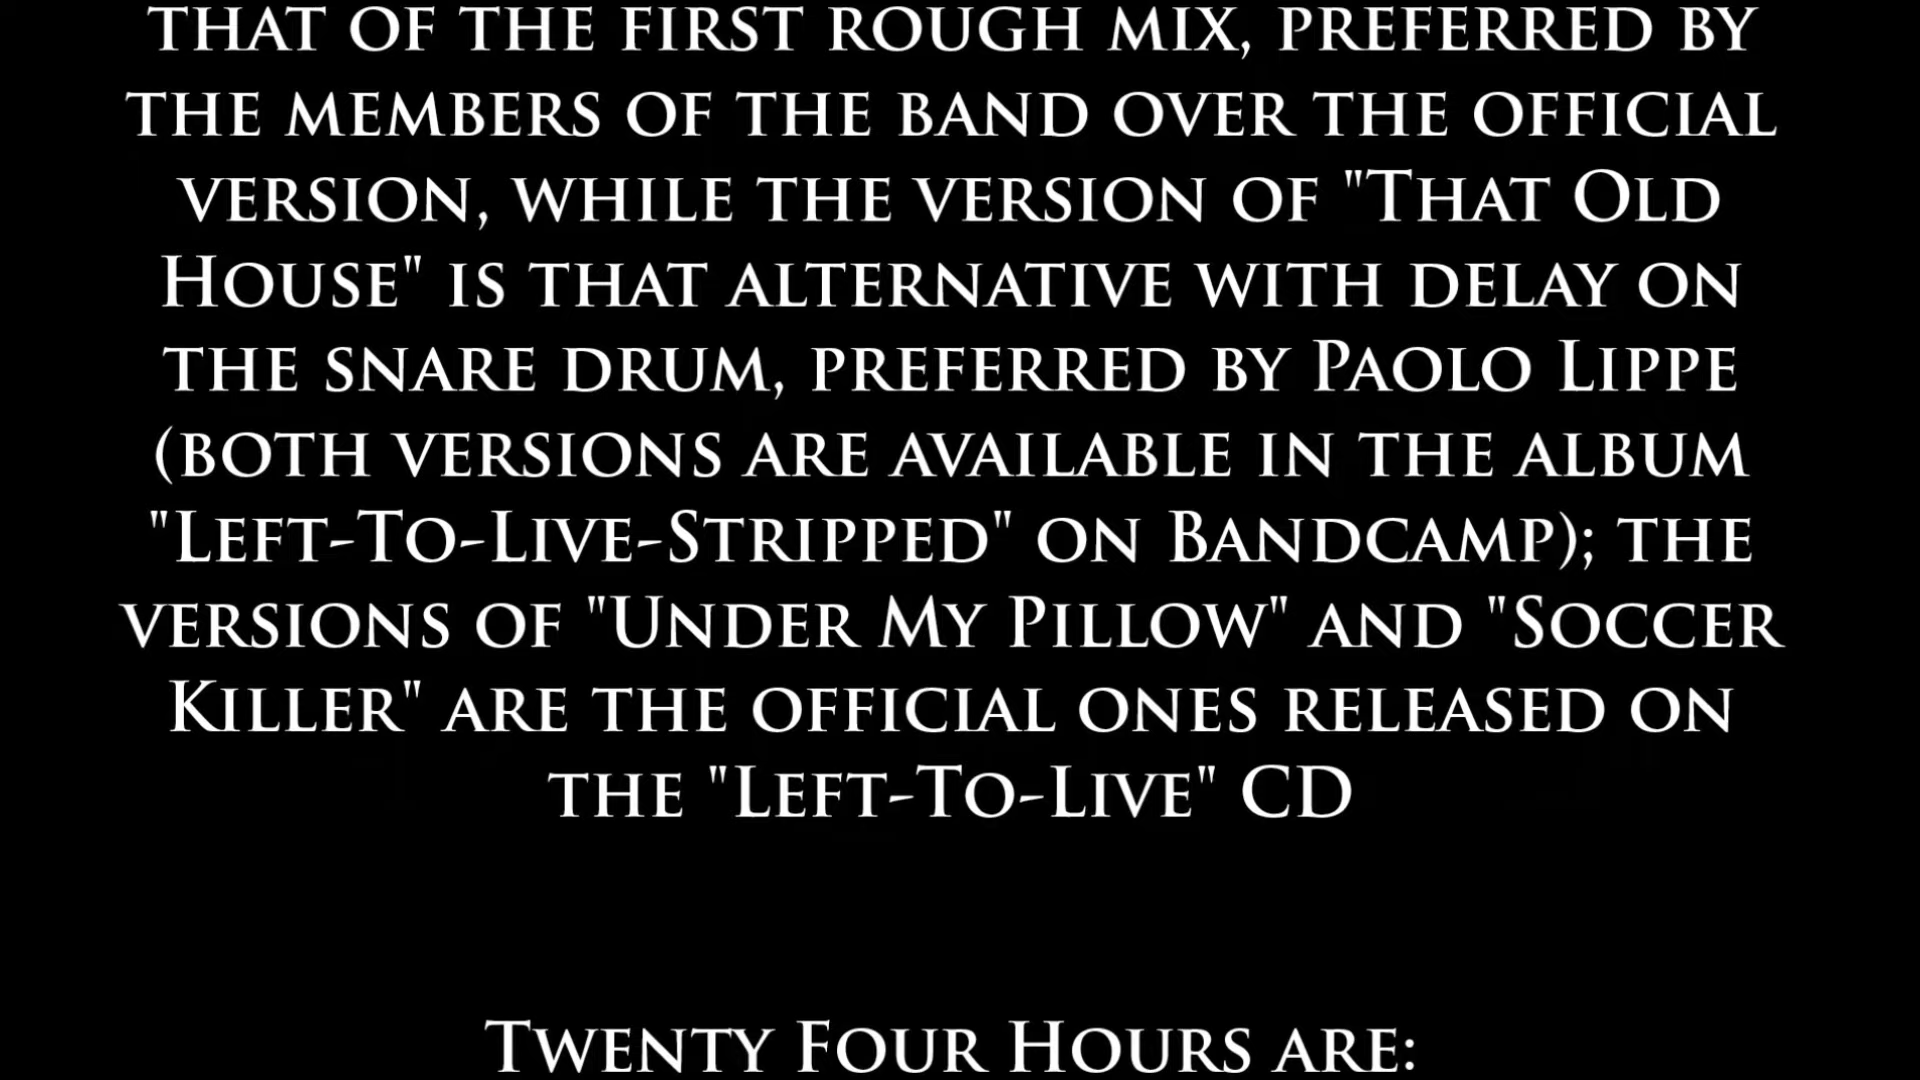 that of the first rough mix, preferred by
the members of the band over the official
version, while the version of "That Old
House" is that alternative with delay on
the snare drum, preferred by Paolo Lippe
(both versions are available in the album
"Left-To-Live-Stripped" on Bandcamp); the
versions of "Under My Pillow" and "Soccer
Killer" are the official ones released on
the "Left-To-Live" CD
Twenty Four Hours are: